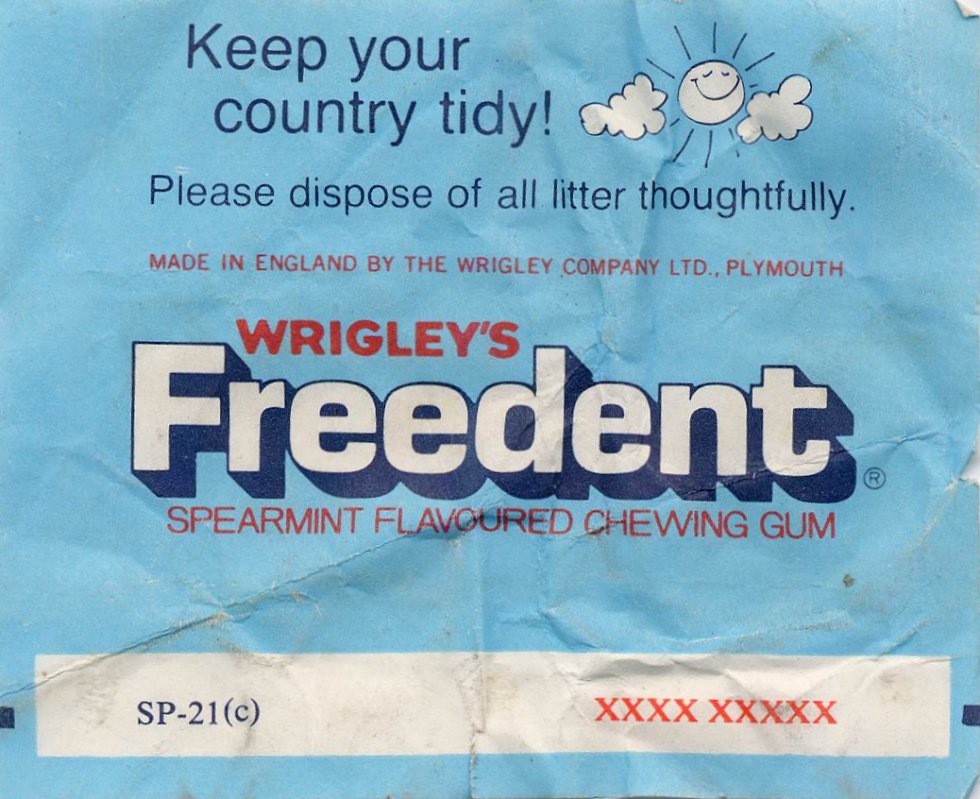 Keep your
country tidy!
Please dispose of all litter thoughtfully.
MADE IN ENGLAND BY THE WRIGLEY COMPANY LTD., PLYMOUTH
WRIGLEY'S
Freedent ®
SPEARMINT FLAVOURED CHEWING GUM
SP-21(c) XXXX XXXXX